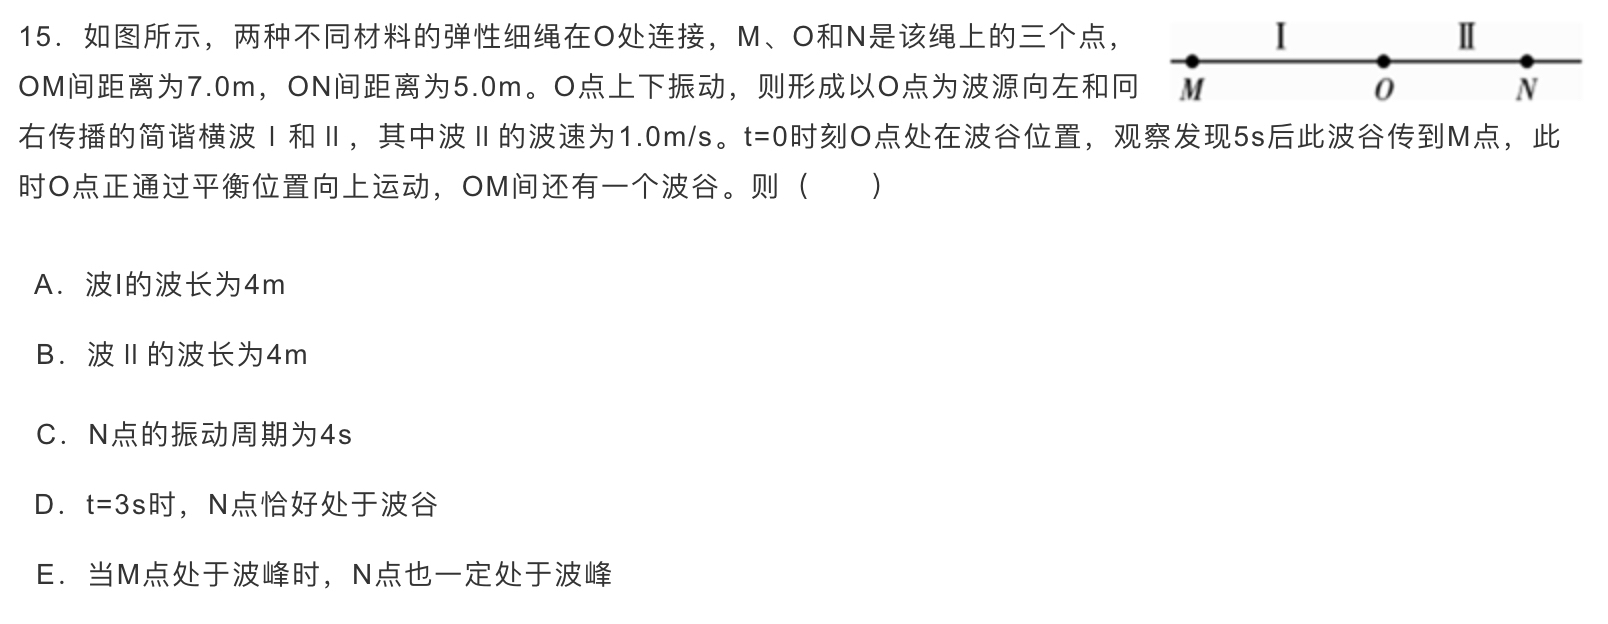 15．如图所示，两种不同材料的弹性细绳在O处连接，M、O和N是该绳上的三个点，
OM间距离为7.0m，ON间距离为5.0m。O点上下振动，则形成以O点为波源向左和冋
右传播的简谐横波Ⅰ和Ⅱ，其中波Ⅱ的波速为1.0m/s。t=0时刻O点处在波谷位置，观察发现5s后此波谷传到M点，此
时O点正通过平衡位置向上运动，OM间还有一个波谷。则（　　）
Ⅰ Ⅱ
M O N
A．波I的波长为4m
B．波Ⅱ的波长为4m
C．N点的振动周期为4s
D．t=3s时，N点恰好处于波谷
E．当M点处于波峰时，N点也一定处于波峰